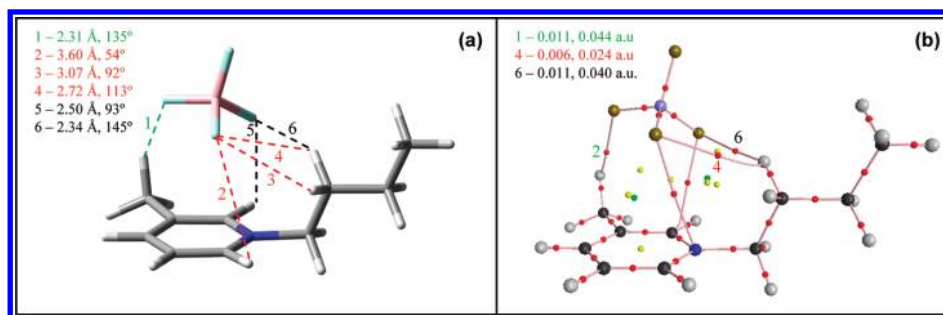 1 – 2.31 Å, 135º
2 – 3.60 Å, 54º
3 – 3.07 Å, 92º
4 – 2.72 Å, 113º
5 – 2.50 Å, 93º
6 – 2.34 Å, 145º
(a)
1
5
6
4
3
2
1 – 0.011, 0.044 a.u
4 – 0.006, 0.024 a.u
6 – 0.011, 0.040 a.u.
(b)
6
2
4